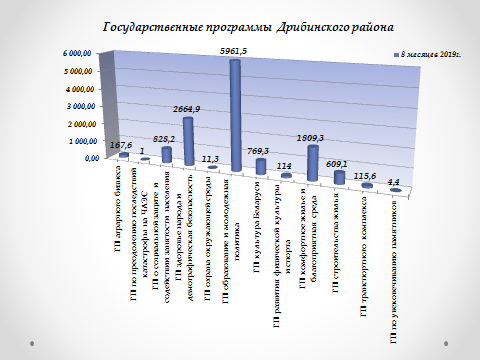 Государственные программы Дрибинского района
8 месяцев 2019г.
6 000,00
5 000,00
4 000,00
3 000,00
2 000,00
1 000,00
0,00
167,6
1
828,2
2664,9
11,3
5961,5
769,3
114
1809,3
609,1
115,6
4,4
ГП аграрного бизнеса
ГП по преодолению последствий
катастрофы на ЧАЭС
ГП о социальной защите и
содействии занятости населения
ГП здоровье народа и
демографическая безопасность
ГП охрана окружающей среды
ГП образование и молодежная
политика
ГП культура Беларуси
ГП развития физической культуры
и спорта
ГП комфортное жилье и
благоприятная среда
ГП строительства жилья
ГП транспортного комплекса
ГП по увековечиванию памятников